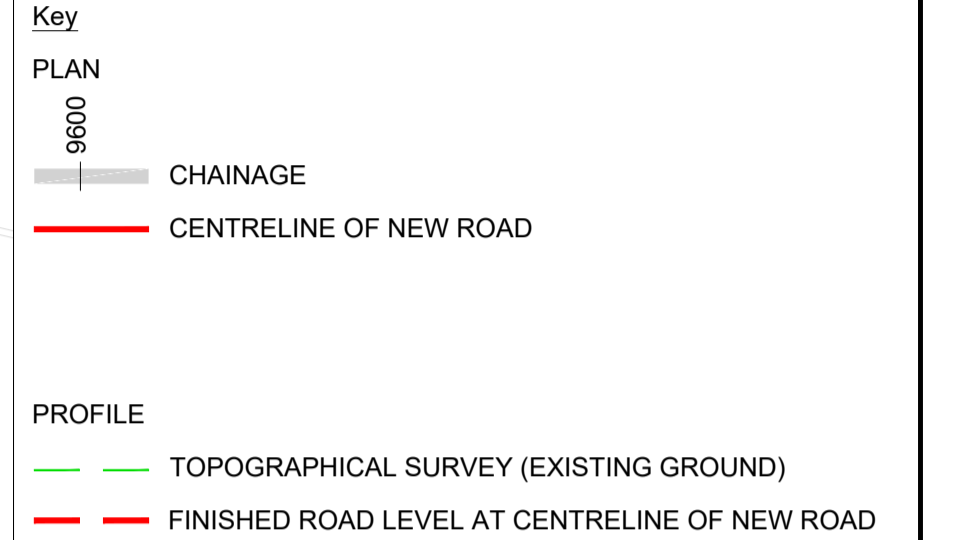 Key
PLAN
9600
CHAINAGE
CENTRELINE OF NEW ROAD
PROFILE
TOPOGRAPHICAL SURVEY (EXISTING GROUND)
FINISHED ROAD LEVEL AT CENTRELINE OF NEW ROAD